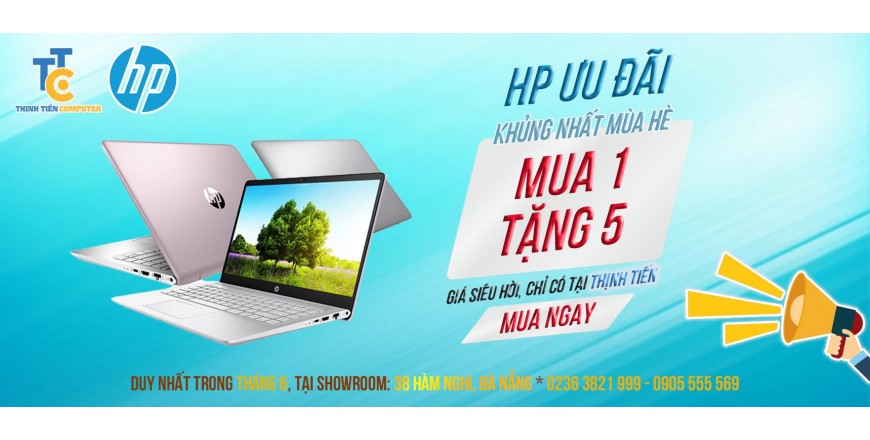 TTC
THỊNH TIẾN COMPUTER
hp
HP ƯU ĐÃI
KHỦNG NHẤT MÙA HÈ
MUA 1
TẶNG 5
GIÁ SIÊU HỜI, CHỈ CÓ TẠI THỊNH TIẾN
MUA NGAY
hp
DUY NHẤT TRONG THÁNG 6, TẠI SHOWROOM: 38 HÀM NGHI, ĐÀ NẴNG * 0236 3821 999 - 0905 555 569